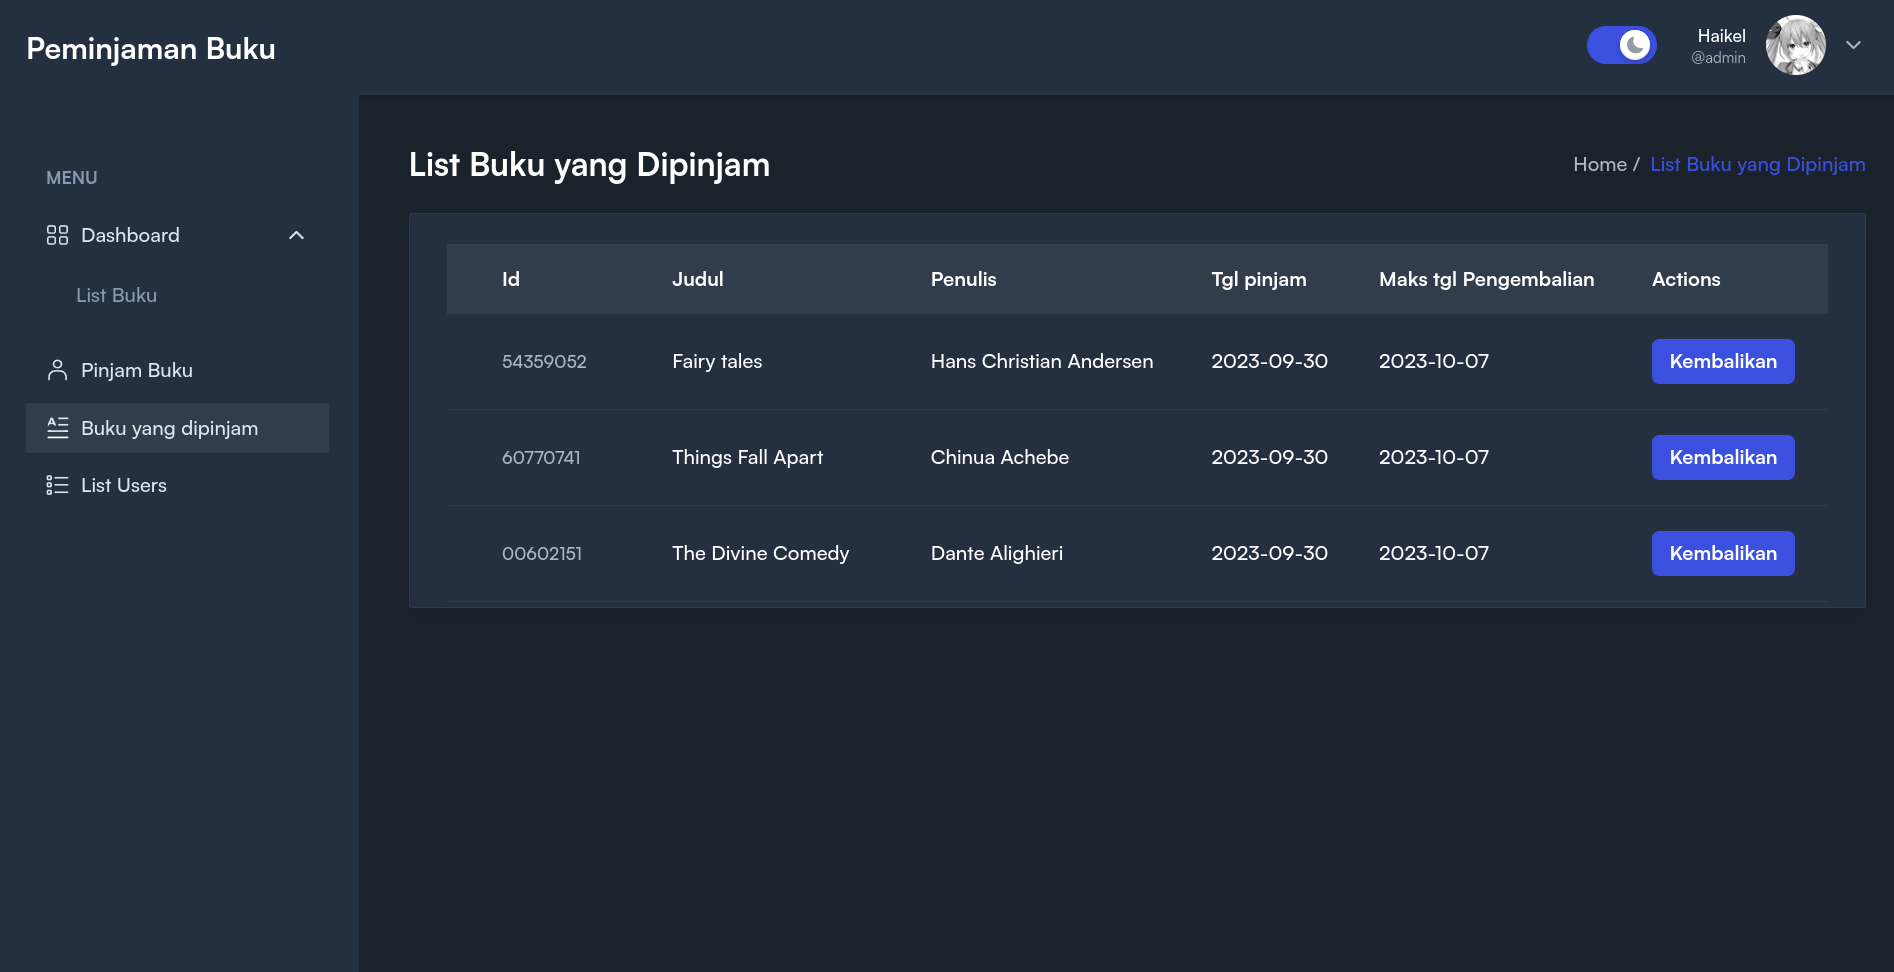 Peminjaman Buku
Haikel
@admin
MENU
Dashboard
List Buku
Pinjam Buku
Buku yang dipinjam
List Users
List Buku yang Dipinjam
Home / List Buku yang Dipinjam
Id Judul Penulis Tgl pinjam Maks tgl Pengembalian Actions
54359052 Fairy tales Hans Christian Andersen 2023-09-30 2023-10-07 Kembalikan
60770741 Things Fall Apart Chinua Achebe 2023-09-30 2023-10-07 Kembalikan
00602151 The Divine Comedy Dante Alighieri 2023-09-30 2023-10-07 Kembalikan